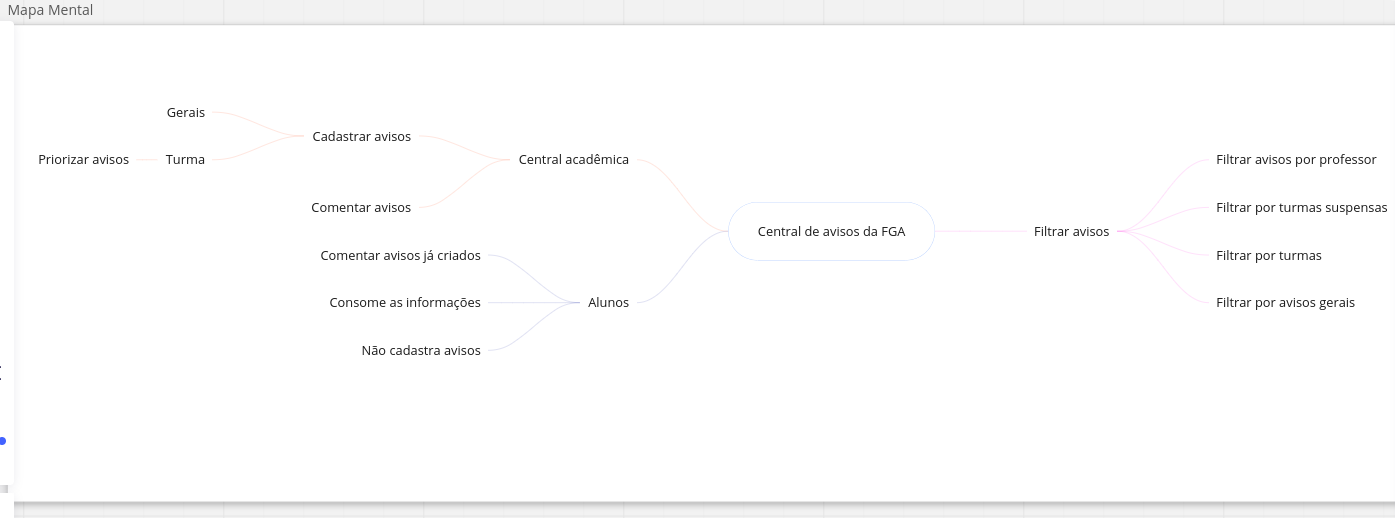 Mapa Mental
Gerais
Cadastrar avisos
Priorizar avisos
Turma
Central acadêmica
Comentar avisos
Comentar avisos já criados
Consome as informações
Alunos
Não cadastra avisos
Central de avisos da FGA
Filtrar avisos
Filtrar avisos por professor
Filtrar por turmas suspensas
Filtrar por turmas
Filtrar por avisos gerais